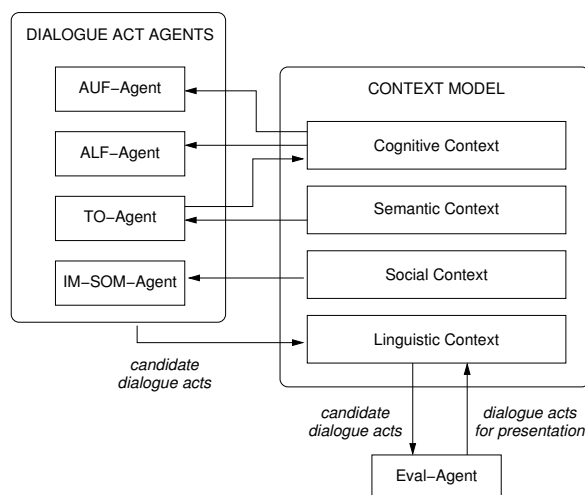 DIALOGUE ACT AGENTS
AUF−Agent
ALF−Agent
TO−Agent
IM−SOM−Agent
CONTEXT MODEL
Cognitive Context
Semantic Context
Social Context
Linguistic Context
candidate
dialogue acts
candidate
dialogue acts
dialogue acts
for presentation
Eval−Agent